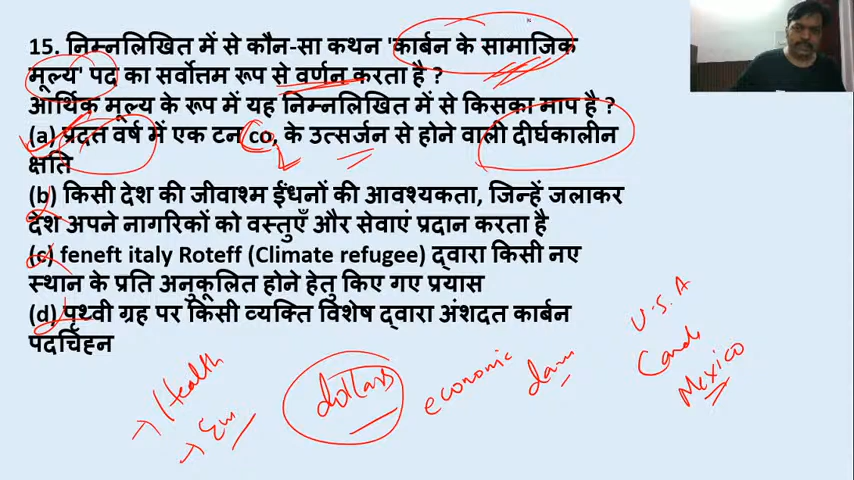 15. निम्नलिखित में से कौन-सा कथन 'कार्बन के सामाजिक
मूल्य' पद का सर्वोत्तम रूप से वर्णन करता है ?
आर्थिक मूल्य के रूप में यह निम्नलिखित में से किसका माप है ?
(a) प्रदत वर्ष में एक टन co, के उत्सर्जन से होने वाली दीर्घकालीन
क्षति
(b) किसी देश की जीवाश्म ईंधनों की आवश्यकता, जिन्हें जलाकर
देश अपने नागरिकों को वस्तुएँ और सेवाएं प्रदान करता है
(c) feneft italy Roteff (Climate refugee) द्वारा किसी नए
स्थान के प्रति अनुकूलित होने हेतु किए गए प्रयास
(d) पृथ्वी ग्रह पर किसी व्यक्ति विशेष द्वारा अंशदत कार्बन
पदचिह्न
U.S.A
Mexico
→ Health
dollars
economic